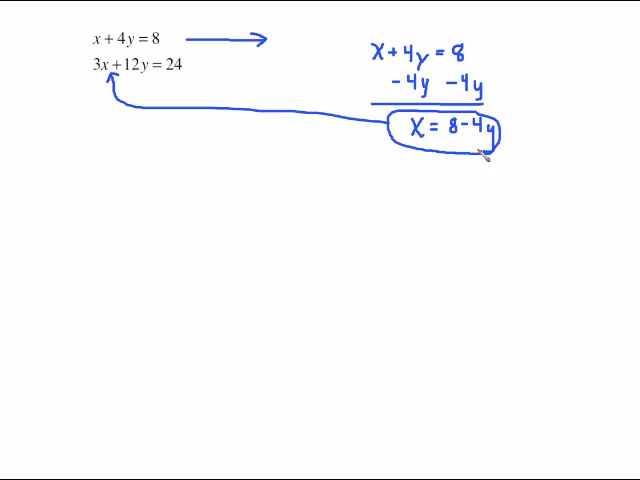 x + 4y = 8
3x + 12y = 24
x + 4y = 8
- 4y - 4y
x = 8 - 4y